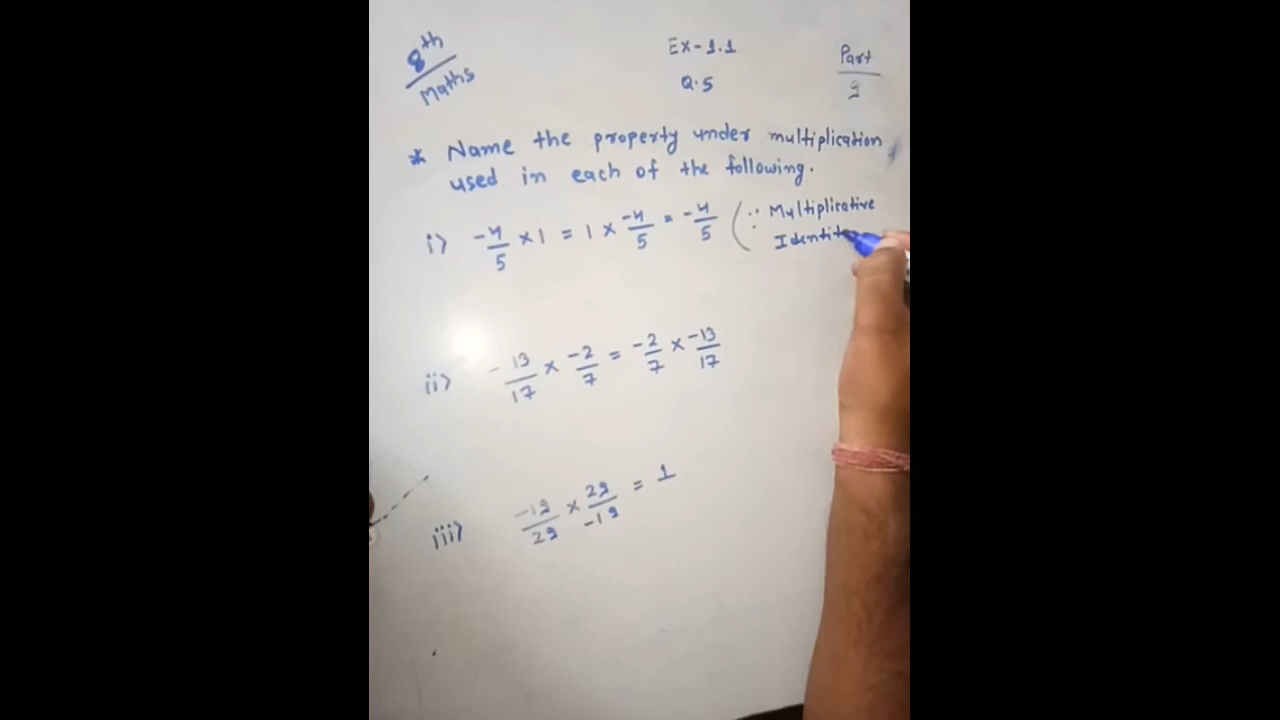 8th
Maths
Ex-1.1
Q.5
Part
9
* Name the property under multiplication
used in each of the following.
i) -4/5 × 1 = 1 × -4/5 = -4/5 (∵ Multiplicative
Identit
ii) -13/17 × -2/7 = -2/7 × -13/17
iii) -19/29 × 29/-19 = 1